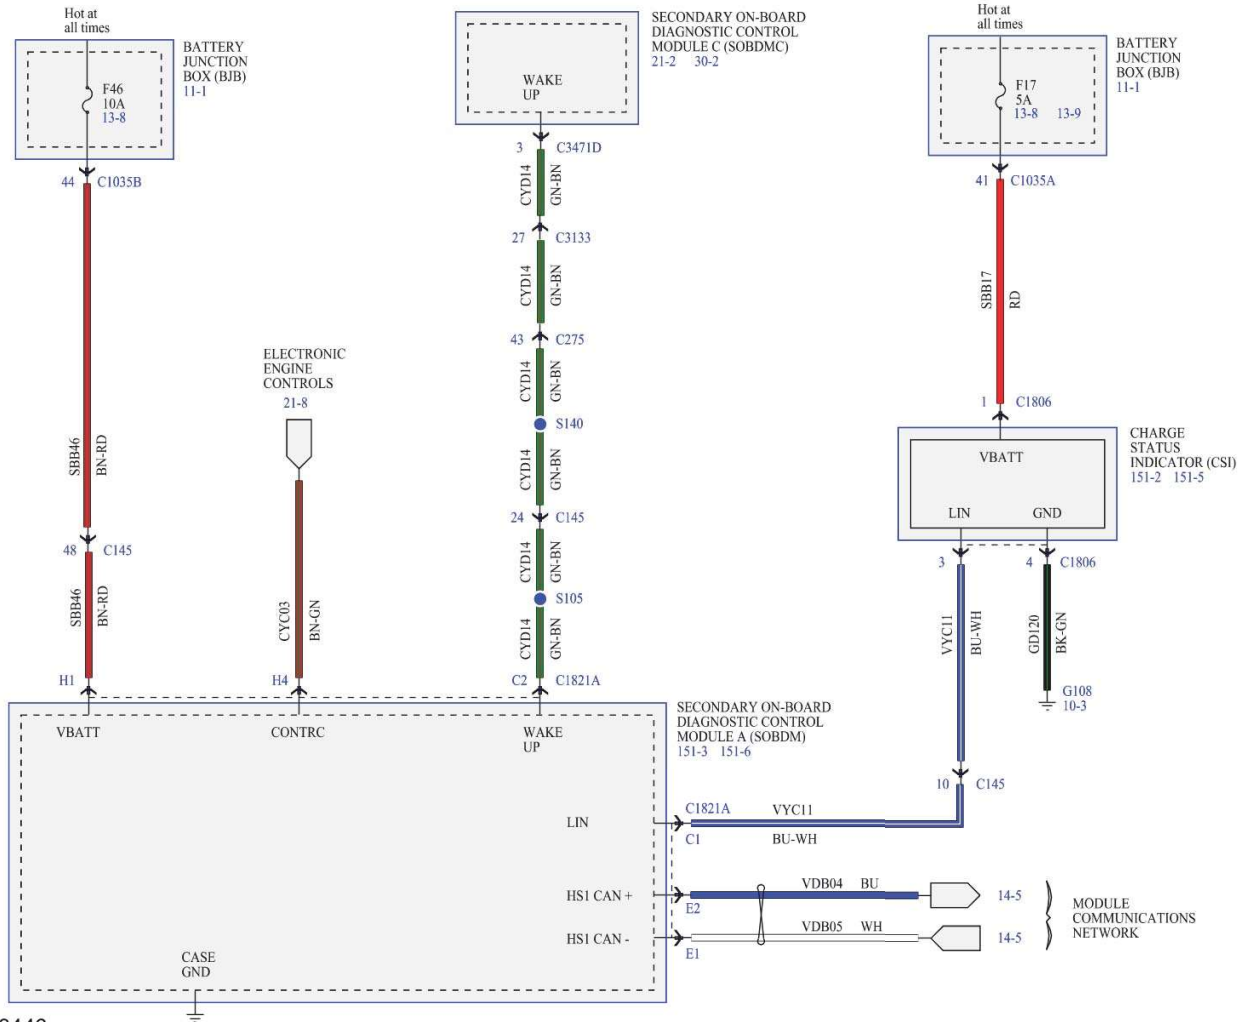 Hot at
all times
BATTERY
JUNCTION
BOX (BJB)
11-1
F46
10A
13-8
44 C1035B
SBB46
BN-RD
48 C145
SBB46
BN-RD
H1
ELECTRONIC
ENGINE
CONTROLS
21-8
CYC03
BN-GN
H4
SECONDARY ON-BOARD
DIAGNOSTIC CONTROL
MODULE C (SOBDMC)
21-2 30-2
WAKE
UP
3 C3471D
CYD14
GN-BN
27 C3133
CYD14
GN-BN
43 C275
CYD14
GN-BN
S140
CYD14
GN-BN
24 C145
CYD14
GN-BN
S105
CYD14
GN-BN
C2 C1821A
Hot at
all times
BATTERY
JUNCTION
BOX (BJB)
11-1
F17
5A
13-8 13-9
41 C1035A
SBB17
RD
1 C1806
CHARGE
STATUS
INDICATOR (CSI)
151-2 151-5
VBATT
LIN GND
3 4 C1806
VYC11
BU-WH
GD120
BK-GN
G108
10-3
10 C145
SECONDARY ON-BOARD
DIAGNOSTIC CONTROL
MODULE A (SOBDM)
151-3 151-6
VBATT CONTRC WAKE
UP
LIN
C1821A VYC11
C1 BU-WH
HS1 CAN +
E2
VDB04 BU
14-5
HS1 CAN -
E1
VDB05 WH
14-5
MODULE
COMMUNICATIONS
NETWORK
CASE
GND